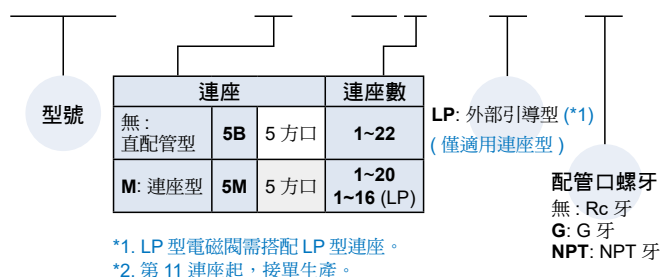 型號
連座
連座數
無 :
直配管型
5B
5 方口
1~22
M: 連座型
5M
5 方口
1~20
1~16 (LP)
LP: 外部引導型 (*1)
( 僅適用連座型 )
配管口螺牙
無 : Rc 牙
G: G 牙
NPT: NPT 牙
*1. LP 型電磁閥需搭配 LP 型連座。
*2. 第 11 連座起，接單生產。